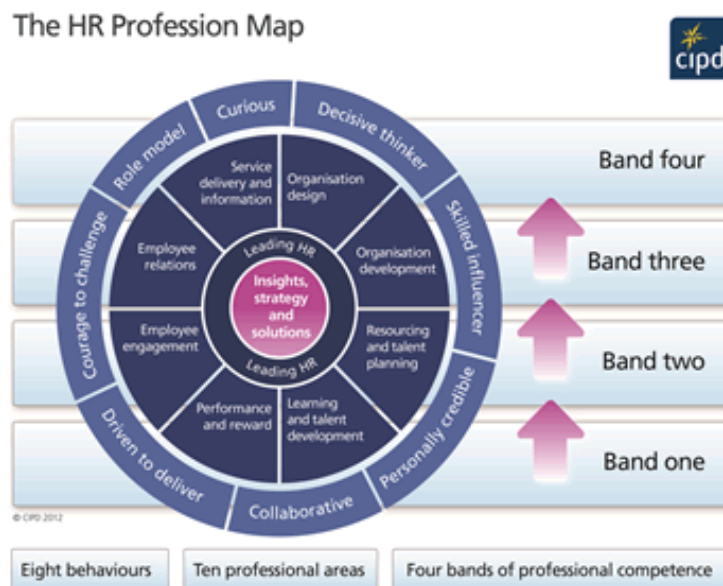 The HR Profession Map
cipd
Curious
Decisive thinker
Skilled influencer
Personally credible
Collaborative
Driven to deliver
Courage to challenge
Role model
Service
delivery and
information
Organisation
design
Organisation
development
Resourcing
and talent
planning
Learning
and talent
development
Performance
and reward
Employee
engagement
Employee
relations
Leading HR
Insights,
strategy
and
solutions
Leading HR
Band four
Band three
Band two
Band one
© CIPD 2012
Eight behaviours
Ten professional areas
Four bands of professional competence